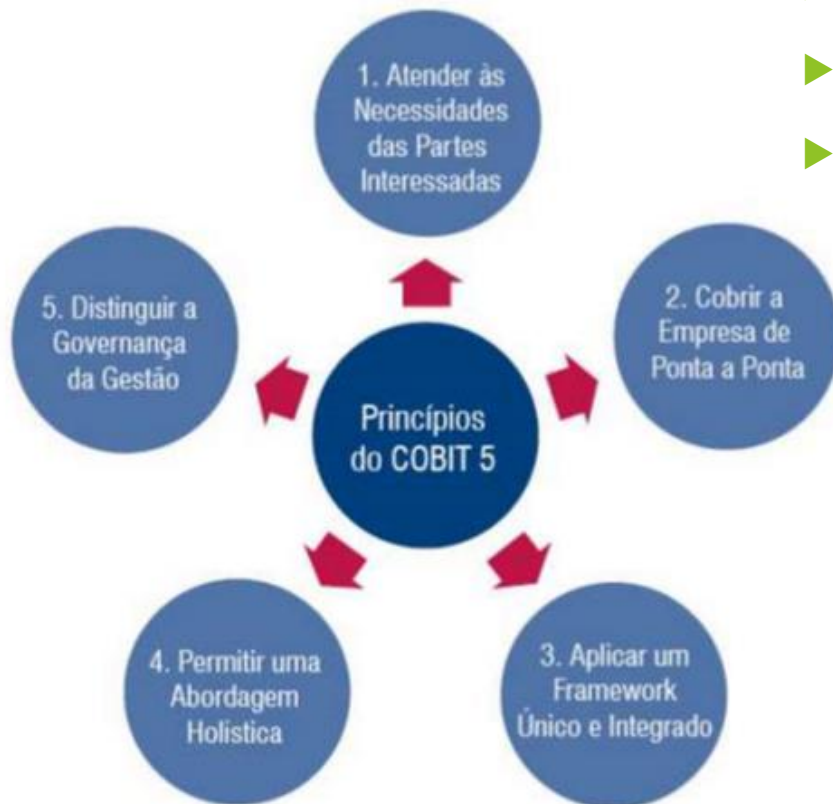 1. Atender às
Necessidades
das Partes
Interessadas
2. Cobrir a
Empresa de
Ponta a Ponta
5. Distinguir a
Governança
da Gestão
Princípios
do COBIT 5
4. Permitir uma
Abordagem
Holistica
3. Aplicar um
Framework
Único e Integrado